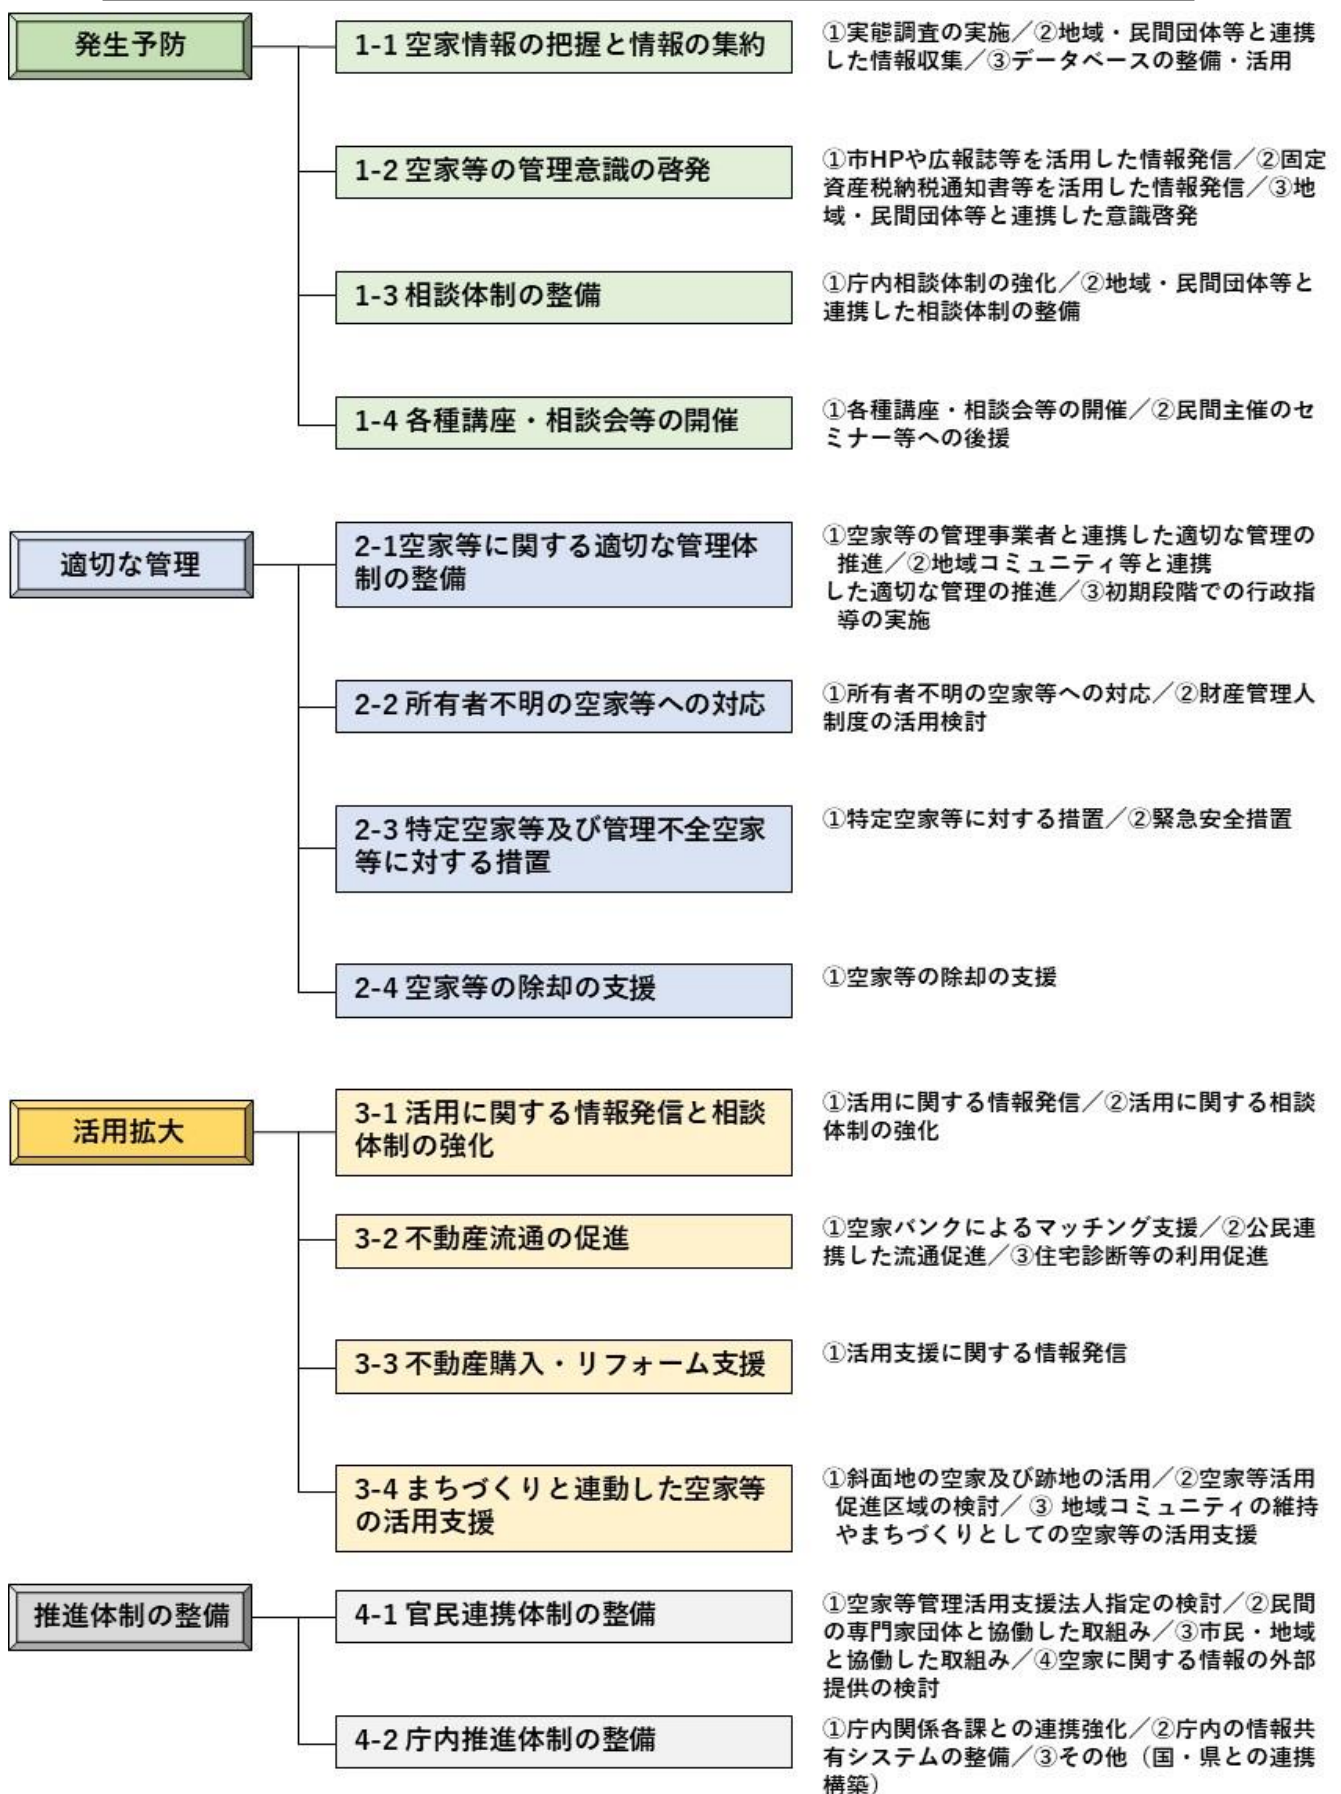 発生予防
1-1 空家情報の把握と情報の集約
①実態調査の実施／②地域・民間団体等と連携
した情報収集／③データベースの整備・活用
1-2 空家等の管理意識の啓発
①市HPや広報誌等を活用した情報発信／②固定
資産税納税通知書等を活用した情報発信／③地
域・民間団体等と連携した意識啓発
1-3 相談体制の整備
①庁内相談体制の強化／②地域・民間団体等と
連携した相談体制の整備
1-4 各種講座・相談会等の開催
①各種講座・相談会等の開催／②民間主催のセ
ミナー等への後援
適切な管理
2-1空家等に関する適切な管理体
制の整備
①空家等の管理事業者と連携した適切な管理の
推進／②地域コミュニティ等と連携
した適切な管理の推進／③初期段階での行政指
導の実施
2-2 所有者不明の空家等への対応
①所有者不明の空家等への対応／②財産管理人
制度の活用検討
2-3 特定空家等及び管理不全空家
等に対する措置
①特定空家等に対する措置／②緊急安全措置
2-4 空家等の除却の支援
①空家等の除却の支援
活用拡大
3-1 活用に関する情報発信と相談
体制の強化
①活用に関する情報発信／②活用に関する相談
体制の強化
3-2 不動産流通の促進
①空家バンクによるマッチング支援／②公民連
携した流通促進／③住宅診断等の利用促進
3-3 不動産購入・リフォーム支援
①活用支援に関する情報発信
3-4 まちづくりと連動した空家等
の活用支援
①斜面地の空家及び跡地の活用／②空家等活用
促進区域の検討／ ③ 地域コミュニティの維持
やまちづくりとしての空家等の活用支援
推進体制の整備
4-1 官民連携体制の整備
①空家等管理活用支援法人指定の検討／②民間
の専門家団体と協働した取組み／③市民・地域
と協働した取組み／④空家に関する情報の外部
提供の検討
4-2 庁内推進体制の整備
①庁内関係各課との連携強化／②庁内の情報共
有システムの整備／③その他（国・県との連携
構築）